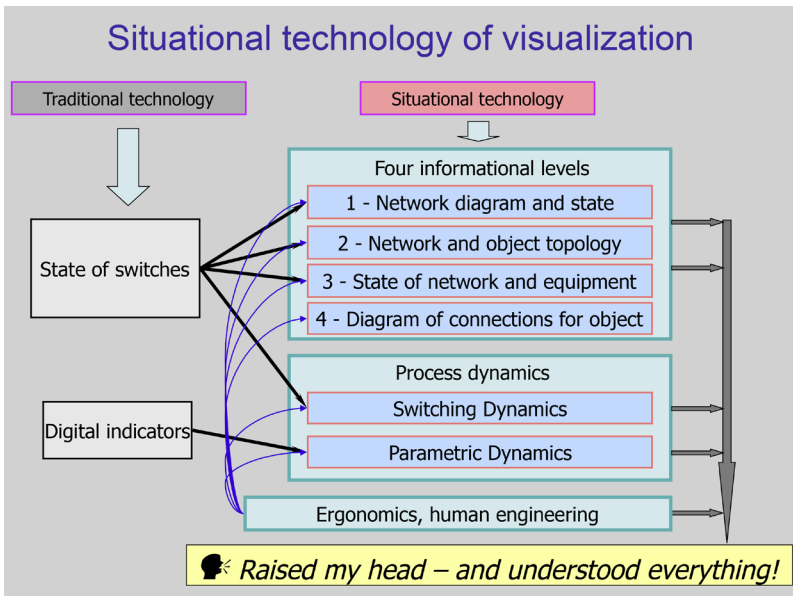 Situational technology of visualization
Traditional technology
Situational technology
Four informational levels
1 - Network diagram and state
2 - Network and object topology
State of switches
3 - State of network and equipment
4 - Diagram of connections for object
Process dynamics
Switching Dynamics
Digital indicators
Parametric Dynamics
Ergonomics, human engineering
Raised my head – and understood everything!